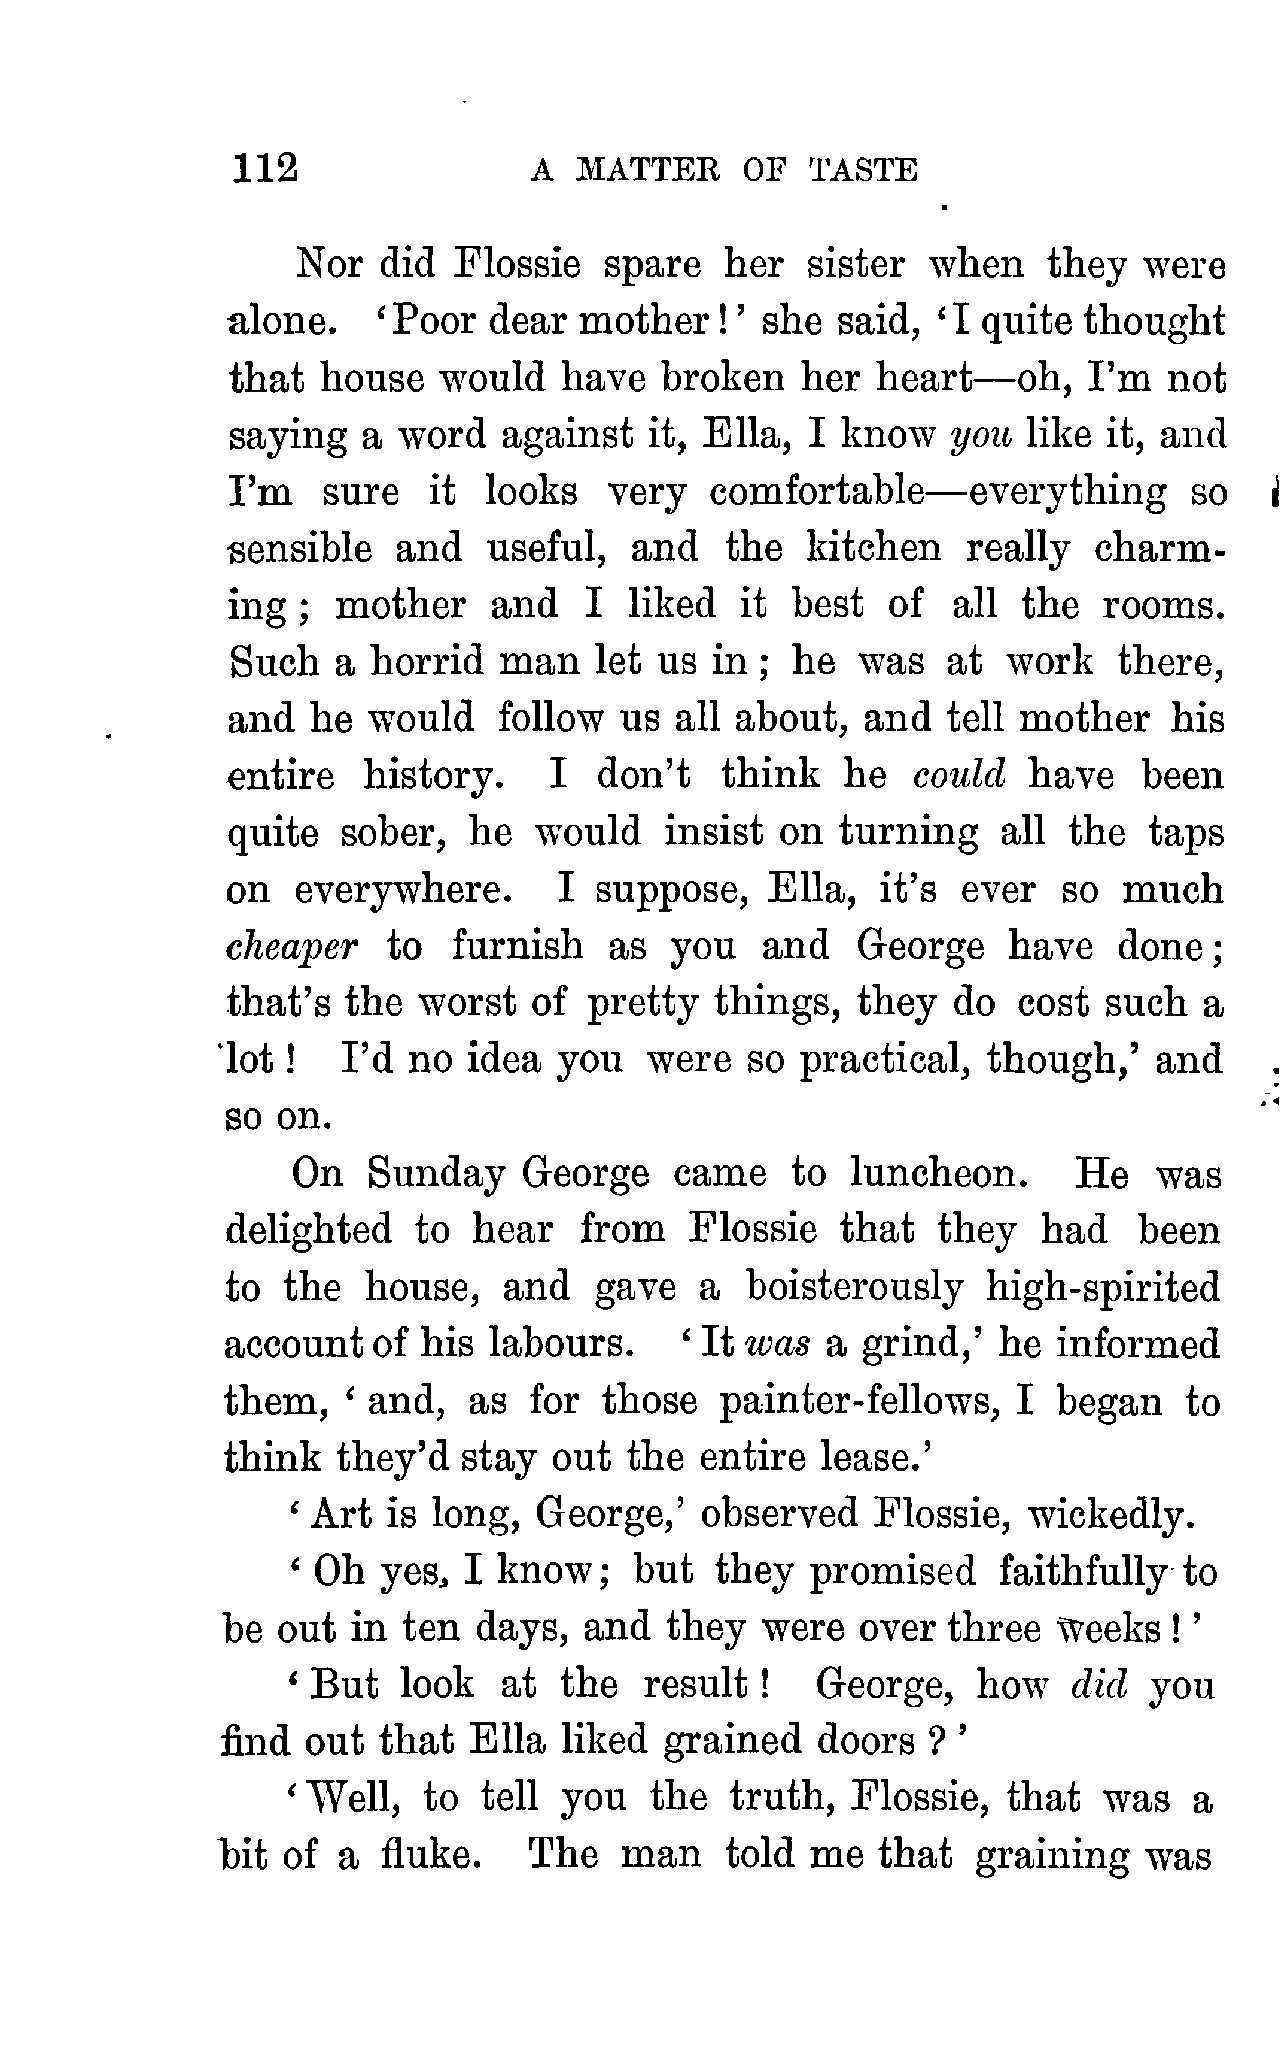 112 A MATTER OF TASTE
Nor did Flossie spare her sister when they were
alone. ‘Poor dear mother!’ she said, ‘I quite thought
that house would have broken her heart—oh, I’m not
saying a word against it, Ella, I know you like it, and
I’m sure it looks very comfortable—everything so
sensible and useful, and the kitchen really charm-
ing; mother and I liked it best of all the rooms.
Such a horrid man let us in; he was at work there,
and he would follow us all about, and tell mother his
entire history. I don’t think he could have been
quite sober, he would insist on turning all the taps
on everywhere. I suppose, Ella, it’s ever so much
cheaper to furnish as you and George have done;
that’s the worst of pretty things, they do cost such a
lot! I’d no idea you were so practical, though,’ and
so on.
On Sunday George came to luncheon. He was
delighted to hear from Flossie that they had been
to the house, and gave a boisterously high-spirited
account of his labours. ‘It was a grind,’ he informed
them, ‘and, as for those painter-fellows, I began to
think they’d stay out the entire lease.’
‘Art is long, George,’ observed Flossie, wickedly.
‘Oh yes, I know; but they promised faithfully to
be out in ten days, and they were over three weeks!’
‘But look at the result! George, how did you
find out that Ella liked grained doors?’
‘Well, to tell you the truth, Flossie, that was a
bit of a fluke. The man told me that graining was